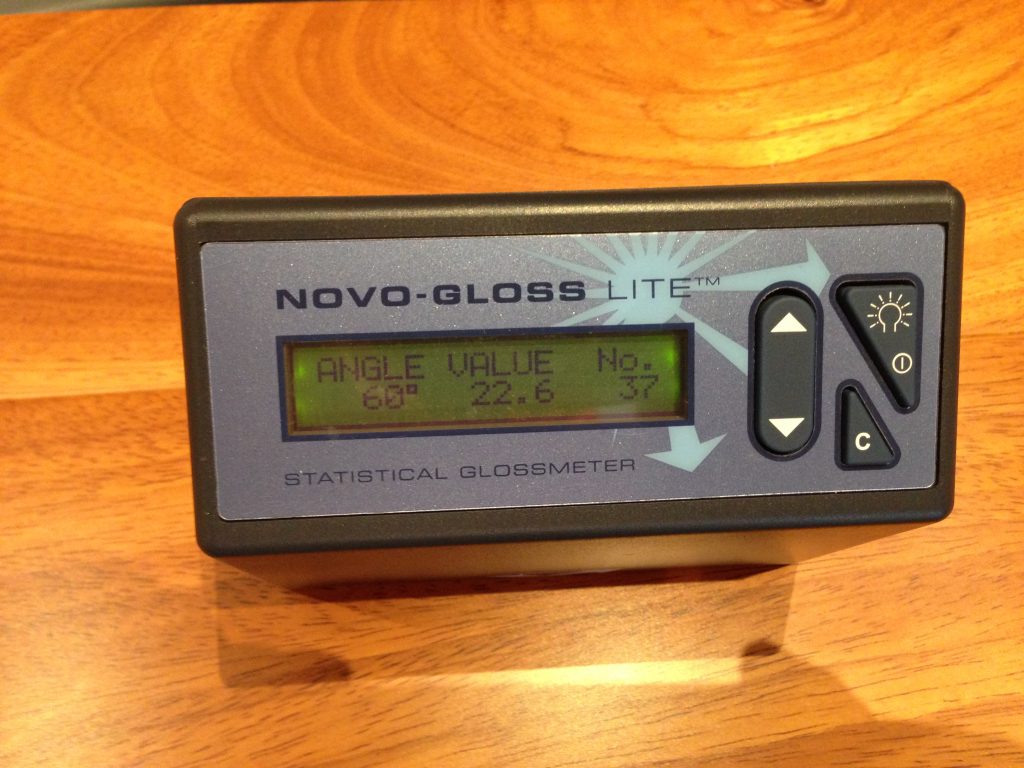 NOVO-GLOSS LITE™
ANGLE VALUE No.
60° 22.6 37
STATISTICAL GLOSSMETER
C